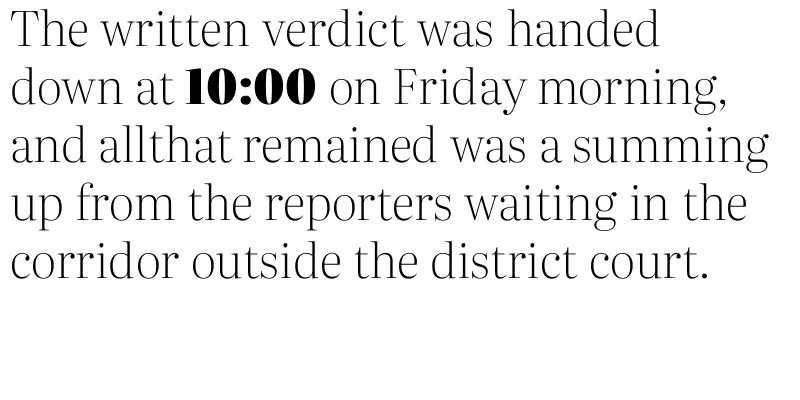 The written verdict was handed
down at 10:00 on Friday morning,
and allthat remained was a summing
up from the reporters waiting in the
corridor outside the district court.